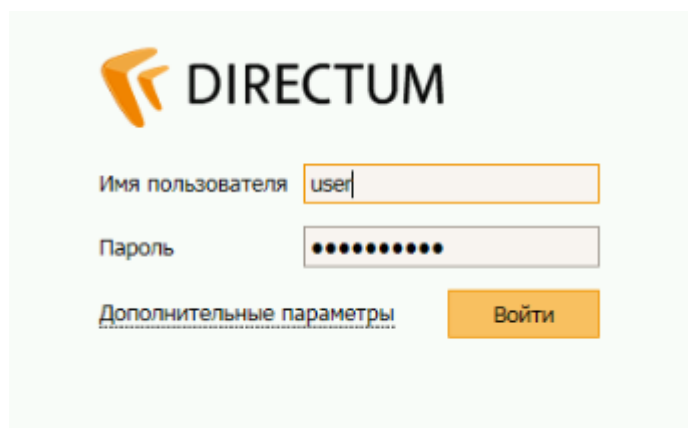 DIRECTUM
Имя пользователя user
Пароль ●●●●●●●●●●
Дополнительные параметры Войти